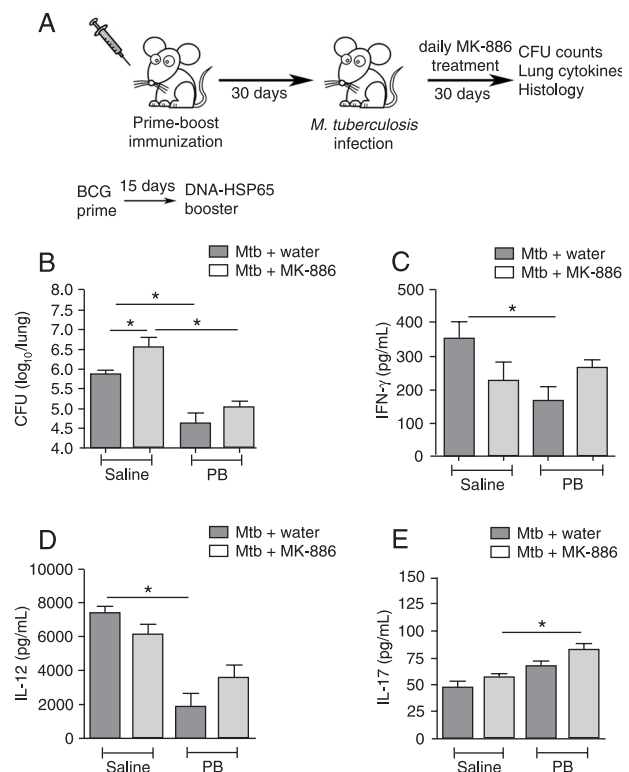 A
daily MK-886
treatment
30 days
30 days
CFU counts
Lung cytokines
Histology
Prime-boost
immunization
M. tuberculosis
infection
BCG
prime
15 days
DNA-HSP65
booster
B
Mtb + water
Mtb + MK-886
CFU (log10/lung)
8.0
7.5
7.0
6.5
6.0
5.5
5.0
4.5
4.0
*
*
*
Saline
PB
C
Mtb + water
Mtb + MK-886
IFN-γ
(pg/mL)
500
400
300
200
100
0
*
Saline
PB
D
Mtb + water
Mtb + MK-886
IL-12
(pg/mL)
10000
8000
6000
4000
2000
0
*
Saline
PB
E
Mtb + water
Mtb + MK-886
IL-17
(pg/mL)
150
125
100
75
50
25
0
*
Saline
PB